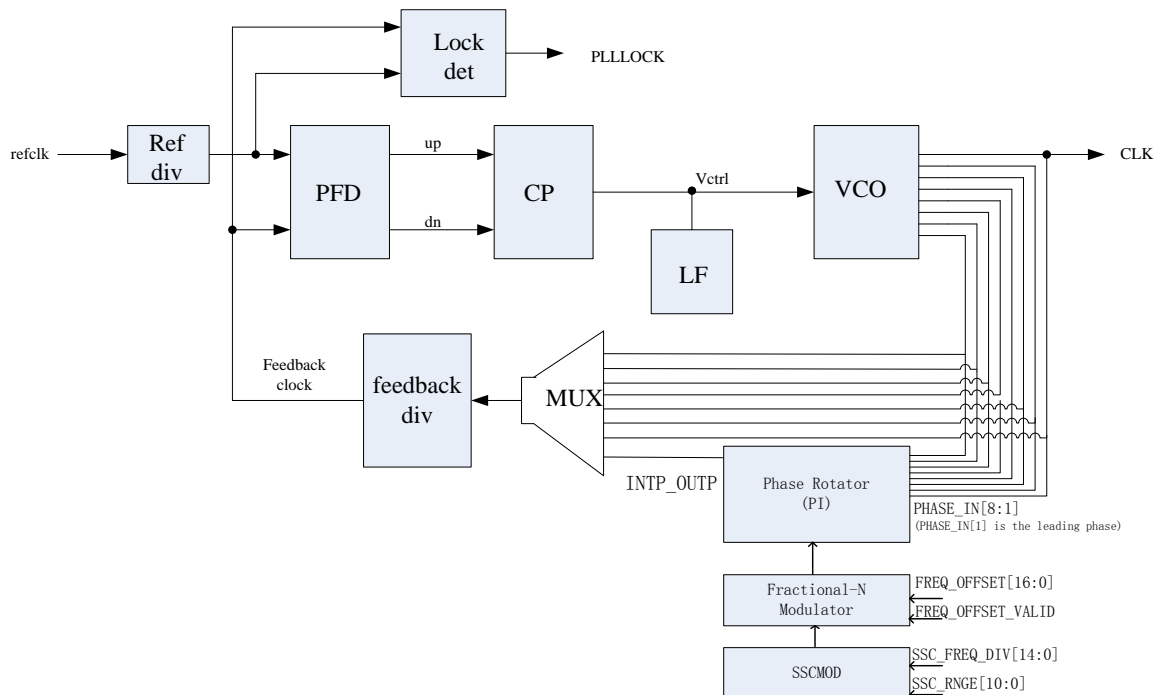 Lock
det
PLLLOCK
refclk
Ref
div
PFD
up
dn
CP
Vctrl
LF
VCO
CLK
Feedback
clock
feedback
div
MUX
INTP_OUTP
Phase Rotator
(PI)
PHASE_IN[8:1]
(PHASE_IN[1] is the leading phase)
Fractional-N
Modulator
FREQ_OFFSET[16:0]
FREQ_OFFSET_VALID
SSCMOD
SSC_FREQ_DIV[14:0]
SSC_RNGE[10:0]